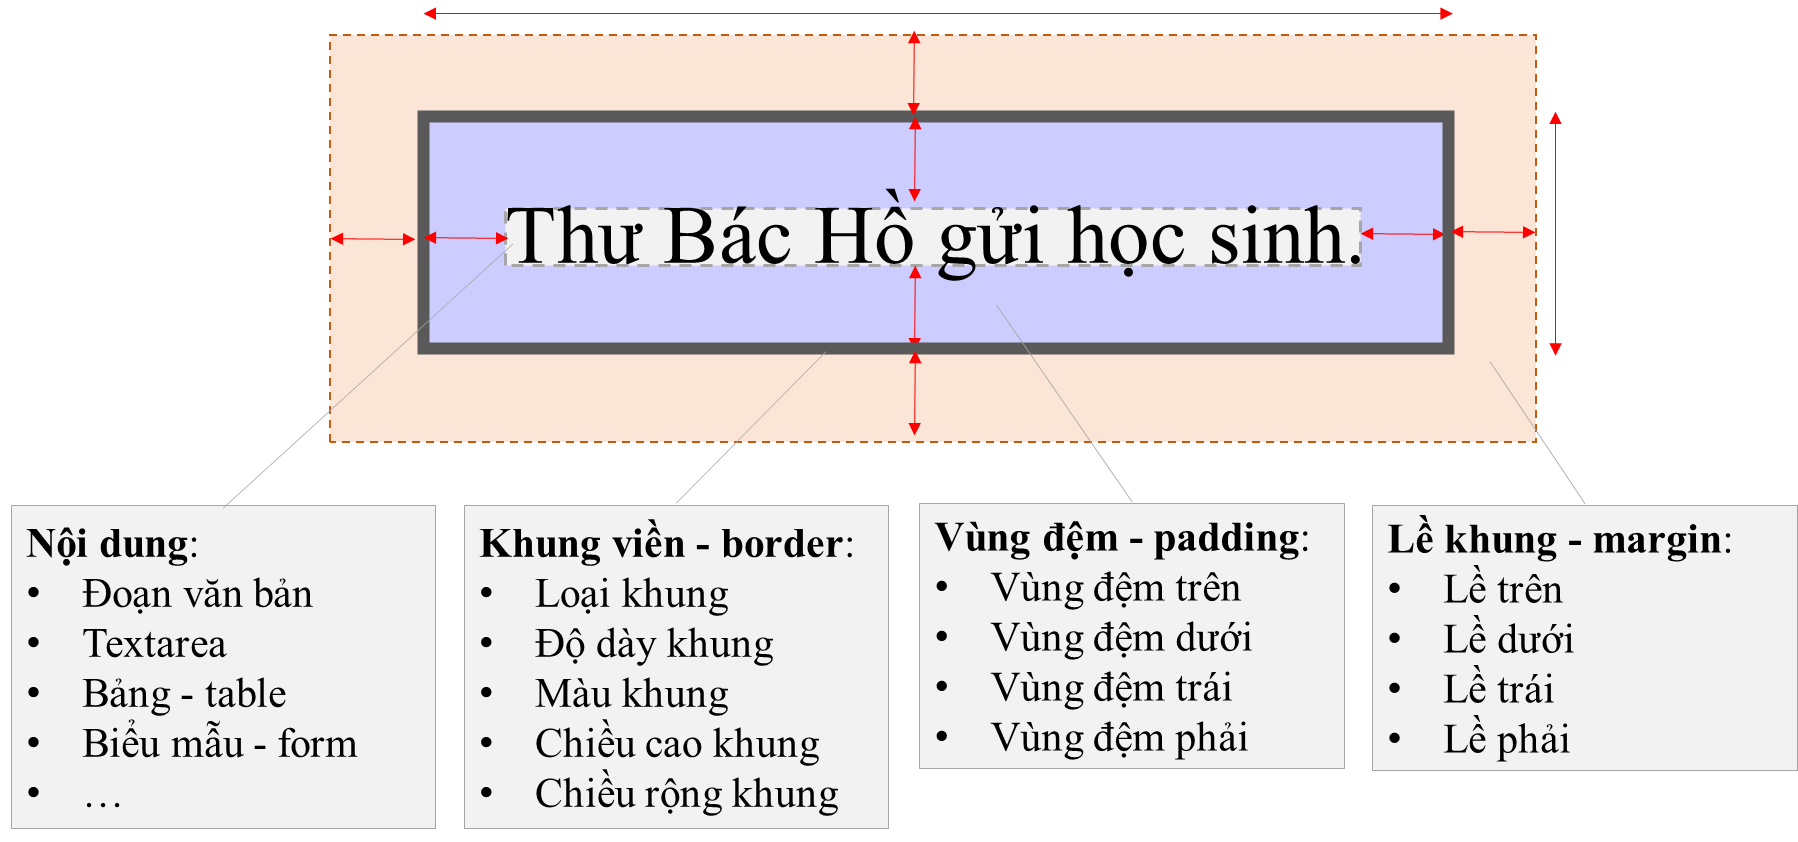 Thư Bác Hồ gửi học sinh.
Nội dung:
• Đoạn văn bản
• Textarea
• Bảng - table
• Biểu mẫu - form
• …
Khung viền - border:
• Loại khung
• Độ dày khung
• Màu khung
• Chiều cao khung
• Chiều rộng khung
Vùng đệm - padding:
• Vùng đệm trên
• Vùng đệm dưới
• Vùng đệm trái
• Vùng đệm phải
Lề khung - margin:
• Lề trên
• Lề dưới
• Lề trái
• Lề phải